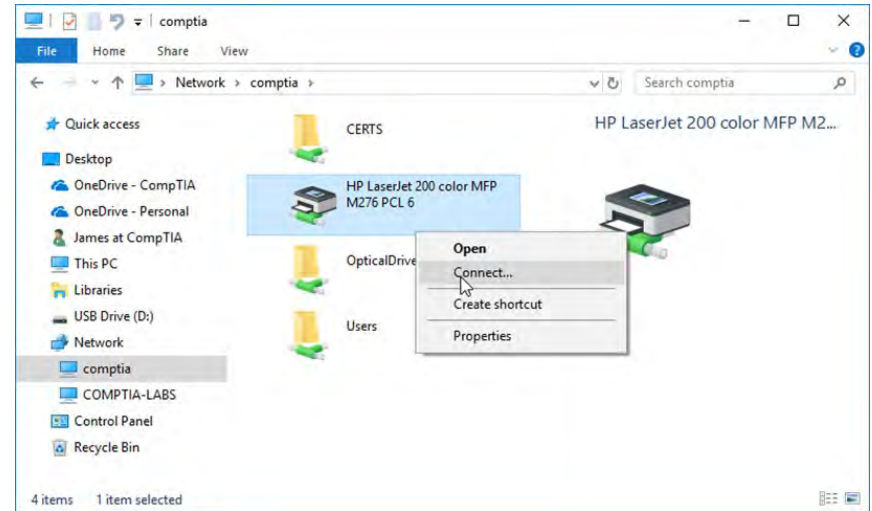 comptia
File Home Share View
Network > comptia >
Search comptia
Quick access
Desktop
OneDrive - CompTIA
OneDrive - Personal
James at CompTIA
This PC
Libraries
USB Drive (D:)
Network
comptia
COMPTIA-LABS
Control Panel
Recycle Bin
CERTS
HP LaserJet 200 color MFP
M276 PCL 6
OpticalDrive
Users
Open
Connect...
Create shortcut
Properties
HP LaserJet 200 color MFP M2...
4 items 1 item selected